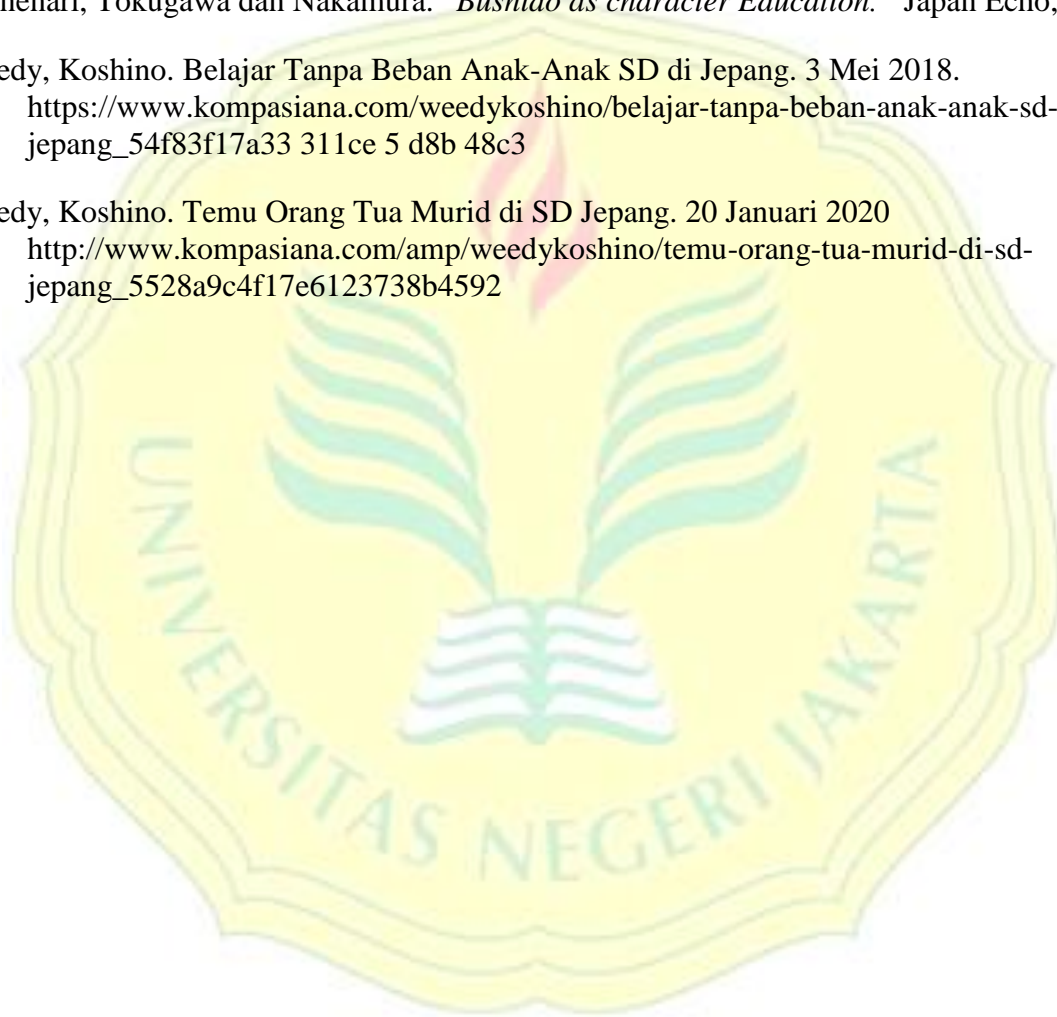 Tokugawa dan Nakamura. "Bushido as character Education." Japan Echo,
Koshino. Belajar Tanpa Beban Anak-Anak SD di Jepang. 3 Mei 2018.
https://www.kompasiana.com/weedykoshino/belajar-tanpa-beban-anak-anak-sd-
jepang_54f83f17a33 311ce 5 d8b 48c3
Koshino. Temu Orang Tua Murid di SD Jepang. 20 Januari 2020
http://www.kompasiana.com/amp/weedykoshino/temu-orang-tua-murid-di-sd-
jepang_5528a9c4f17e6123738b4592
UNIVERSITAS NEGERI JAKARTA